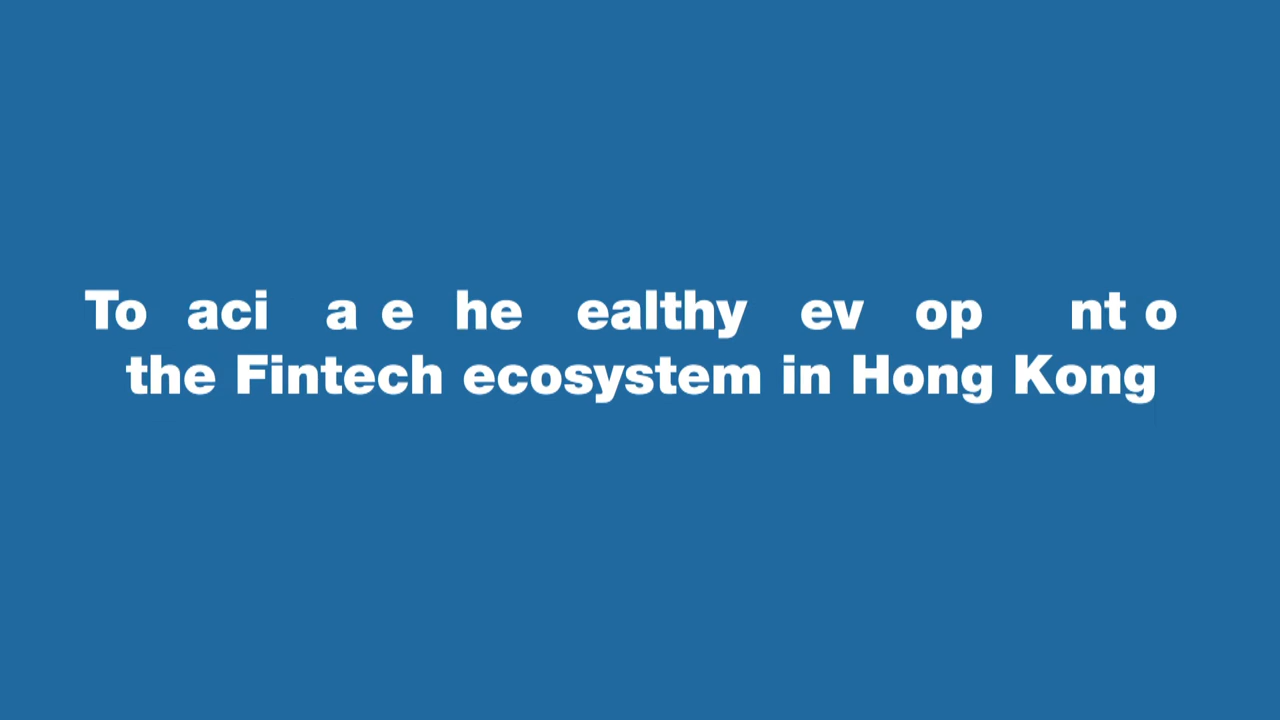 To aci a e he ealthy ev op nt o
the Fintech ecosystem in Hong Kong